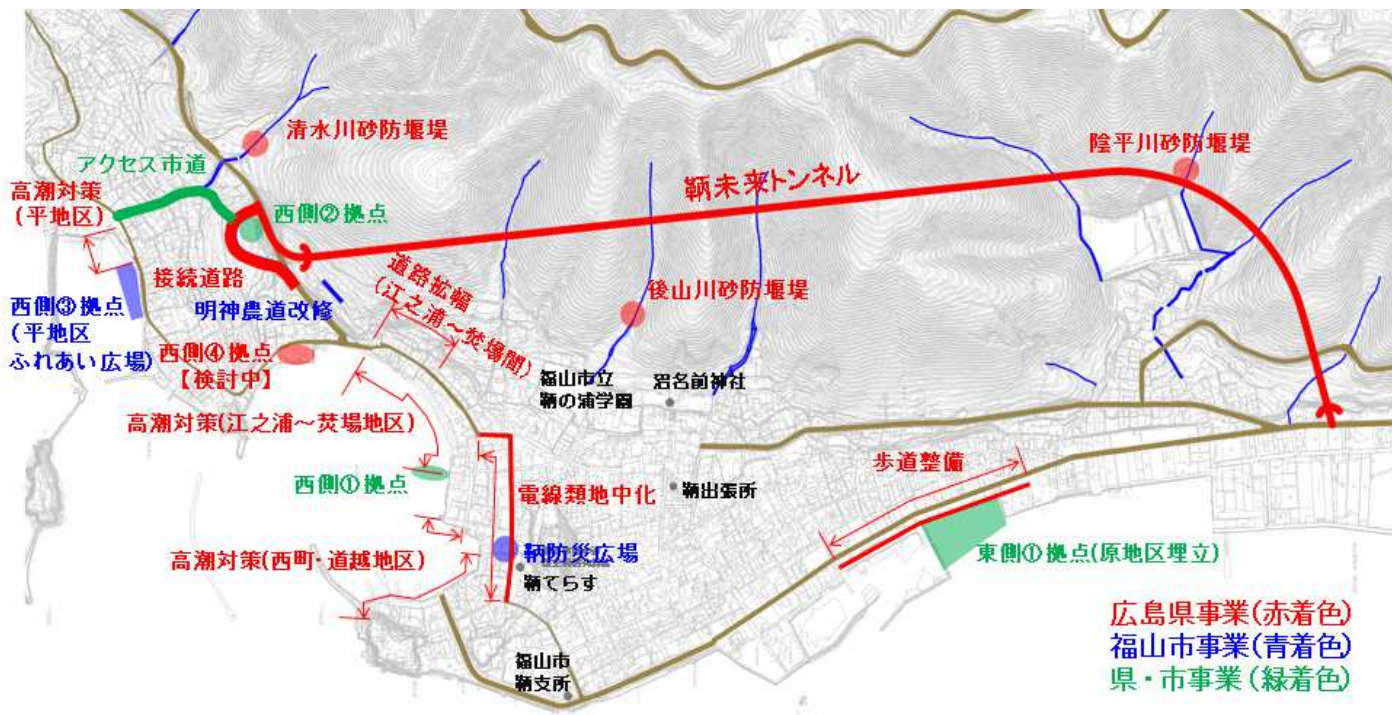 清水川砂防堰堤
陰平川砂防堰堤
アクセス市道
鞆未来トンネル
高潮対策
(平地区)
西側②拠点
接続道路
道路拡幅
(江之浦～焚場間)
後山川砂防堰堤
西側③拠点
(平地区
ふれあい広場)
明神農道改修
西側④拠点
【検討中】
福山市立
鞆の浦学園
沼名前神社
高潮対策(江之浦～焚場地区)
歩道整備
西側①拠点
電線類地中化
鞆出張所
高潮対策(西町・道越地区)
鞆防災広場
東側①拠点(原地区埋立)
鞆てらす
広島県事業(赤着色)
福山市事業(青着色)
県・市事業(緑着色)
福山市
鞆支所